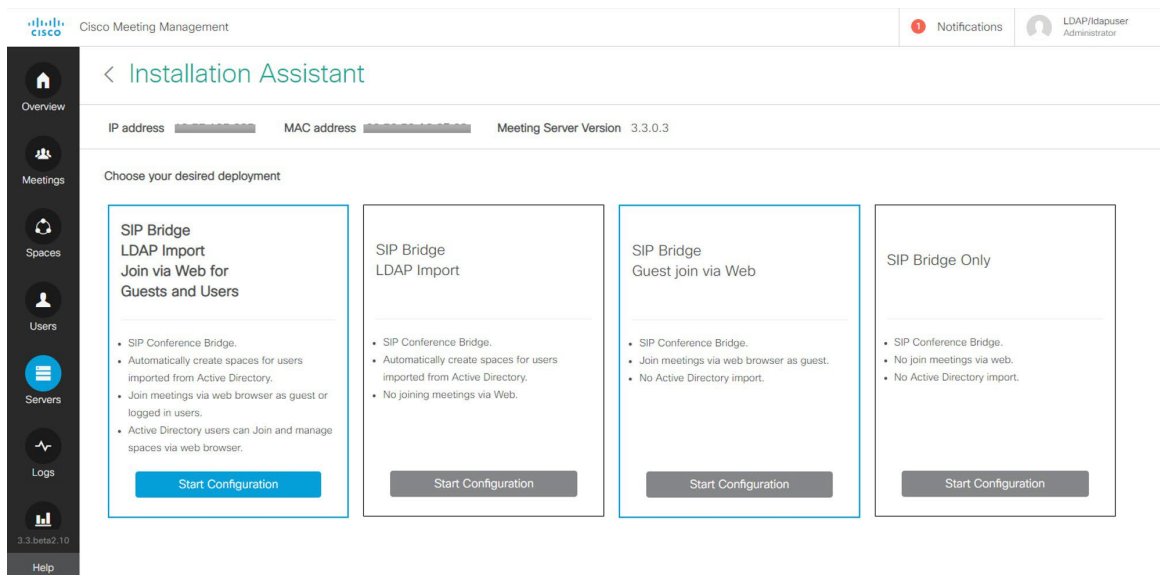 CISCO
Cisco Meeting Management
1 Notifications
LDAP/ldapuser
Administrator
Installation Assistant
IP address
MAC address
Meeting Server Version 3.3.0.3
Choose your desired deployment
SIP Bridge
LDAP Import
Join via Web for
Guests and Users
• SIP Conference Bridge.
• Automatically create spaces for users
imported from Active Directory.
• Join meetings via web browser as guest or
logged in users.
• Active Directory users can Join and manage
spaces via web browser.
Start Configuration
SIP Bridge
LDAP Import
• SIP Conference Bridge.
• Automatically create spaces for users
imported from Active Directory.
• No joining meetings via Web.
Start Configuration
SIP Bridge
Guest join via Web
• SIP Conference Bridge.
• Join meetings via web browser as guest.
• No Active Directory import.
Start Configuration
SIP Bridge Only
• SIP Conference Bridge.
• No join meetings via web.
• No Active Directory import.
Start Configuration
Overview
Meetings
Spaces
Users
Servers
Logs
3.3.beta2.10
Help